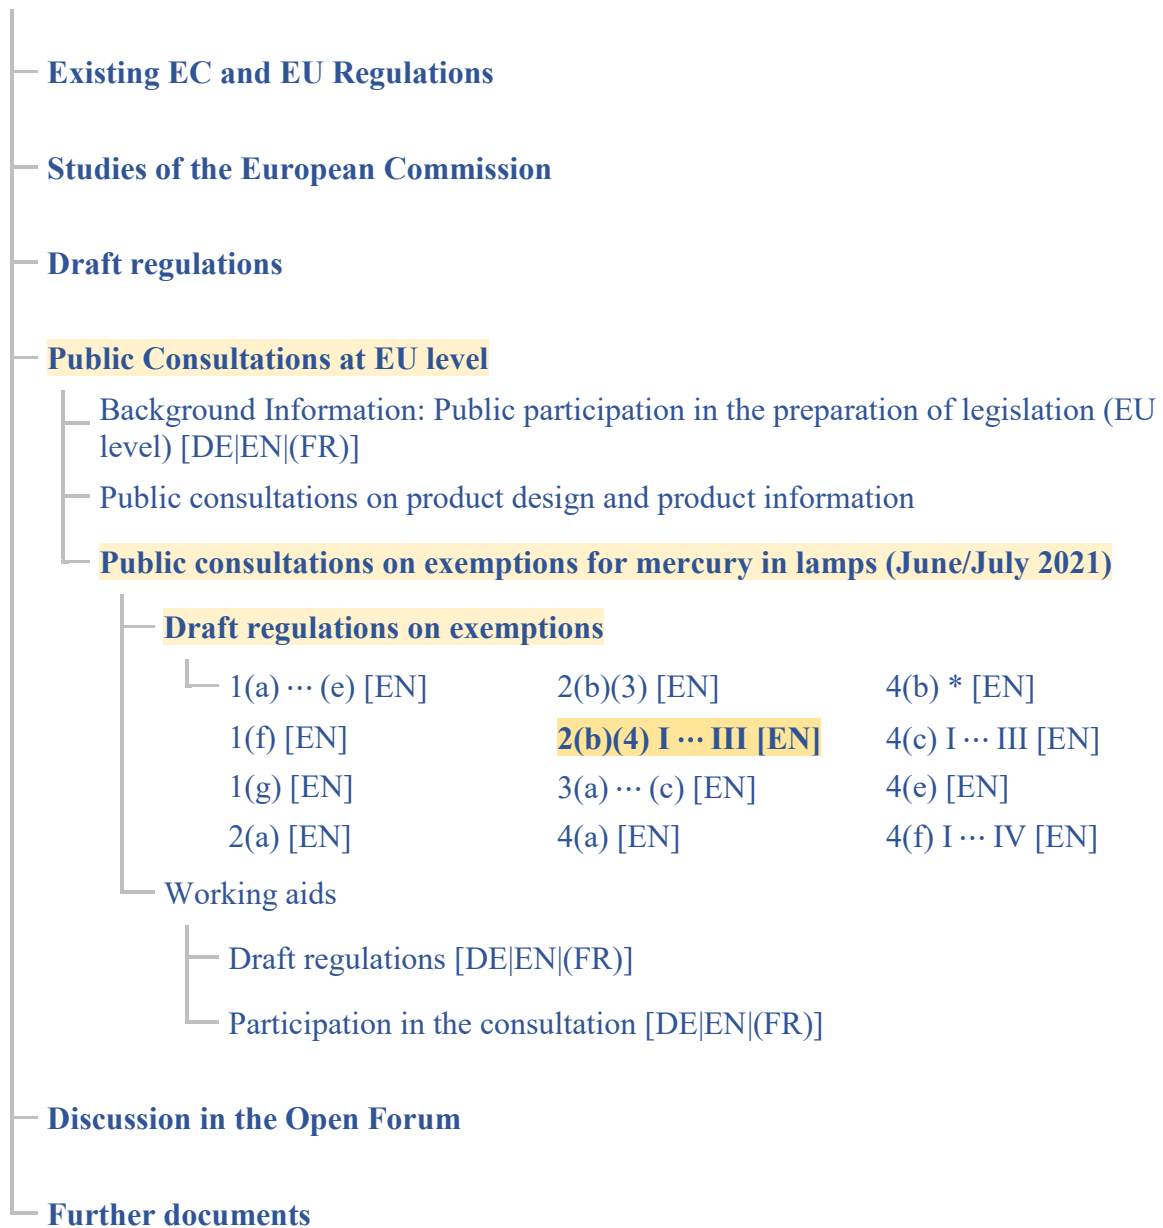 Existing EC and EU Regulations
Studies of the European Commission
Draft regulations
Public Consultations at EU level
Background Information: Public participation in the preparation of legislation (EU
level) [DE|EN|(FR)]
Public consultations on product design and product information
Public consultations on exemptions for mercury in lamps (June/July 2021)
Draft regulations on exemptions
1(a) ··· (e) [EN] 2(b)(3) [EN] 4(b) * [EN]
1(f) [EN] 2(b)(4) I ··· III [EN] 4(c) I ··· III [EN]
1(g) [EN] 3(a) ··· (c) [EN] 4(e) [EN]
2(a) [EN] 4(a) [EN] 4(f) I ··· IV [EN]
Working aids
Draft regulations [DE|EN|(FR)]
Participation in the consultation [DE|EN|(FR)]
Discussion in the Open Forum
Further documents